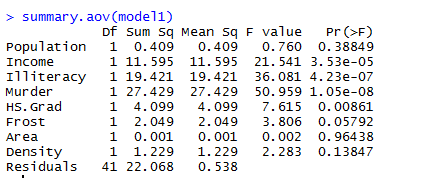 > summary.aov(model1)
Df Sum Sq Mean Sq F value Pr(>F)
Population 1 0.409 0.409 0.760 0.38849
Income 1 11.595 11.595 21.541 3.53e-05
Illiteracy 1 19.421 19.421 36.081 4.23e-07
Murder 1 27.429 27.429 50.959 1.05e-08
HS.Grad 1 4.099 4.099 7.615 0.00861
Frost 1 2.049 2.049 3.806 0.05792
Area 1 0.001 0.001 0.002 0.96438
Density 1 1.229 1.229 2.283 0.13847
Residuals 41 22.068 0.538